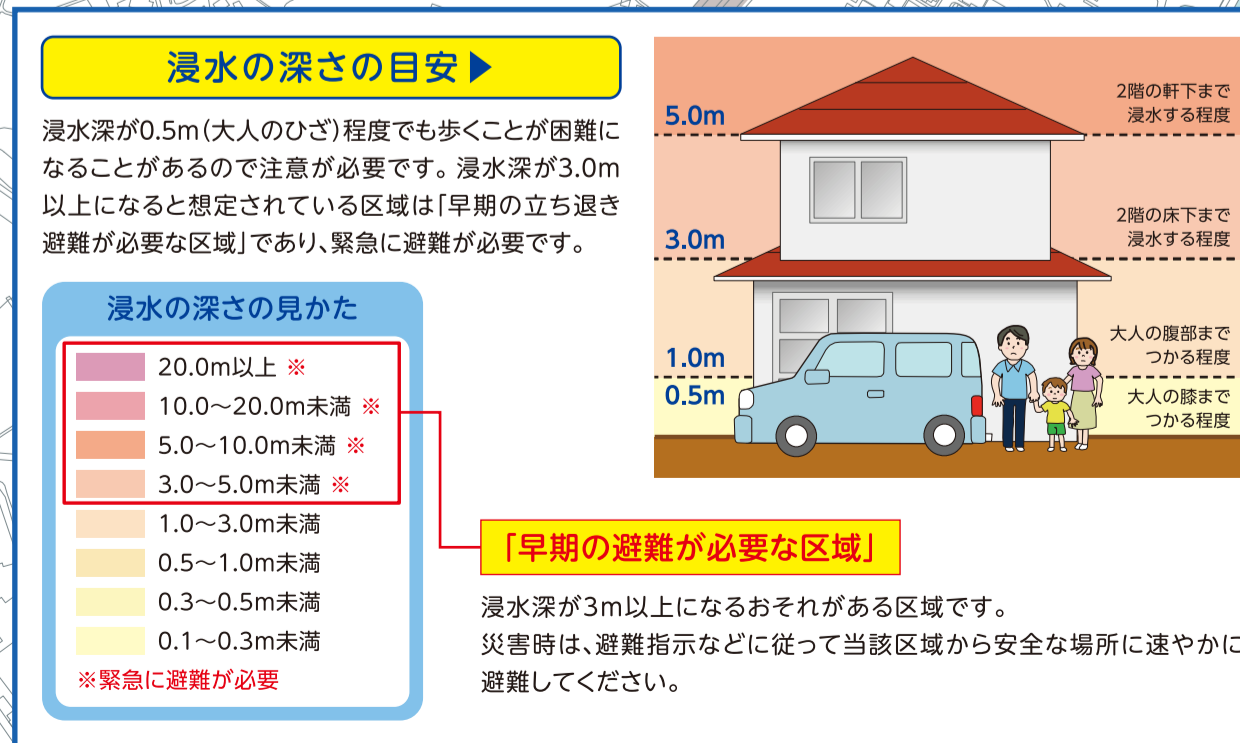 浸水の深さの目安▶
浸水深が0.5m(大人のひざ)程度でも歩くことが困難に
なることがあるので注意が必要です。浸水深が3.0m
以上になると想定されている区域は「早期の立ち退き
避難が必要な区域」であり、緊急に避難が必要です。
5.0m
2階の軒下まで
浸水する程度
3.0m
2階の床下まで
浸水する程度
1.0m
大人の腹部まで
つかる程度
0.5m
大人の膝まで
つかる程度
浸水の深さの見かた
20.0m以上 ※
10.0〜20.0m未満 ※
5.0〜10.0m未満 ※
3.0〜5.0m未満 ※
1.0〜3.0m未満
0.5〜1.0m未満
0.3〜0.5m未満
0.1〜0.3m未満
※緊急に避難が必要
「早期の避難が必要な区域」
浸水深が3m以上になるおそれがある区域です。
災害時は、避難指示などに従って当該区域から安全な場所に速やかに
避難してください。